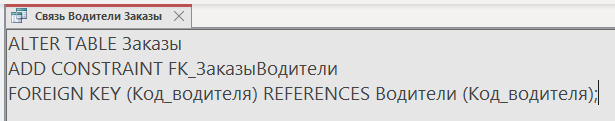 Связь Водители Заказы
ALTER TABLE Заказы
ADD CONSTRAINT FK_ЗаказыВодители
FOREIGN KEY (Код_водителя) REFERENCES Водители (Код_водителя);